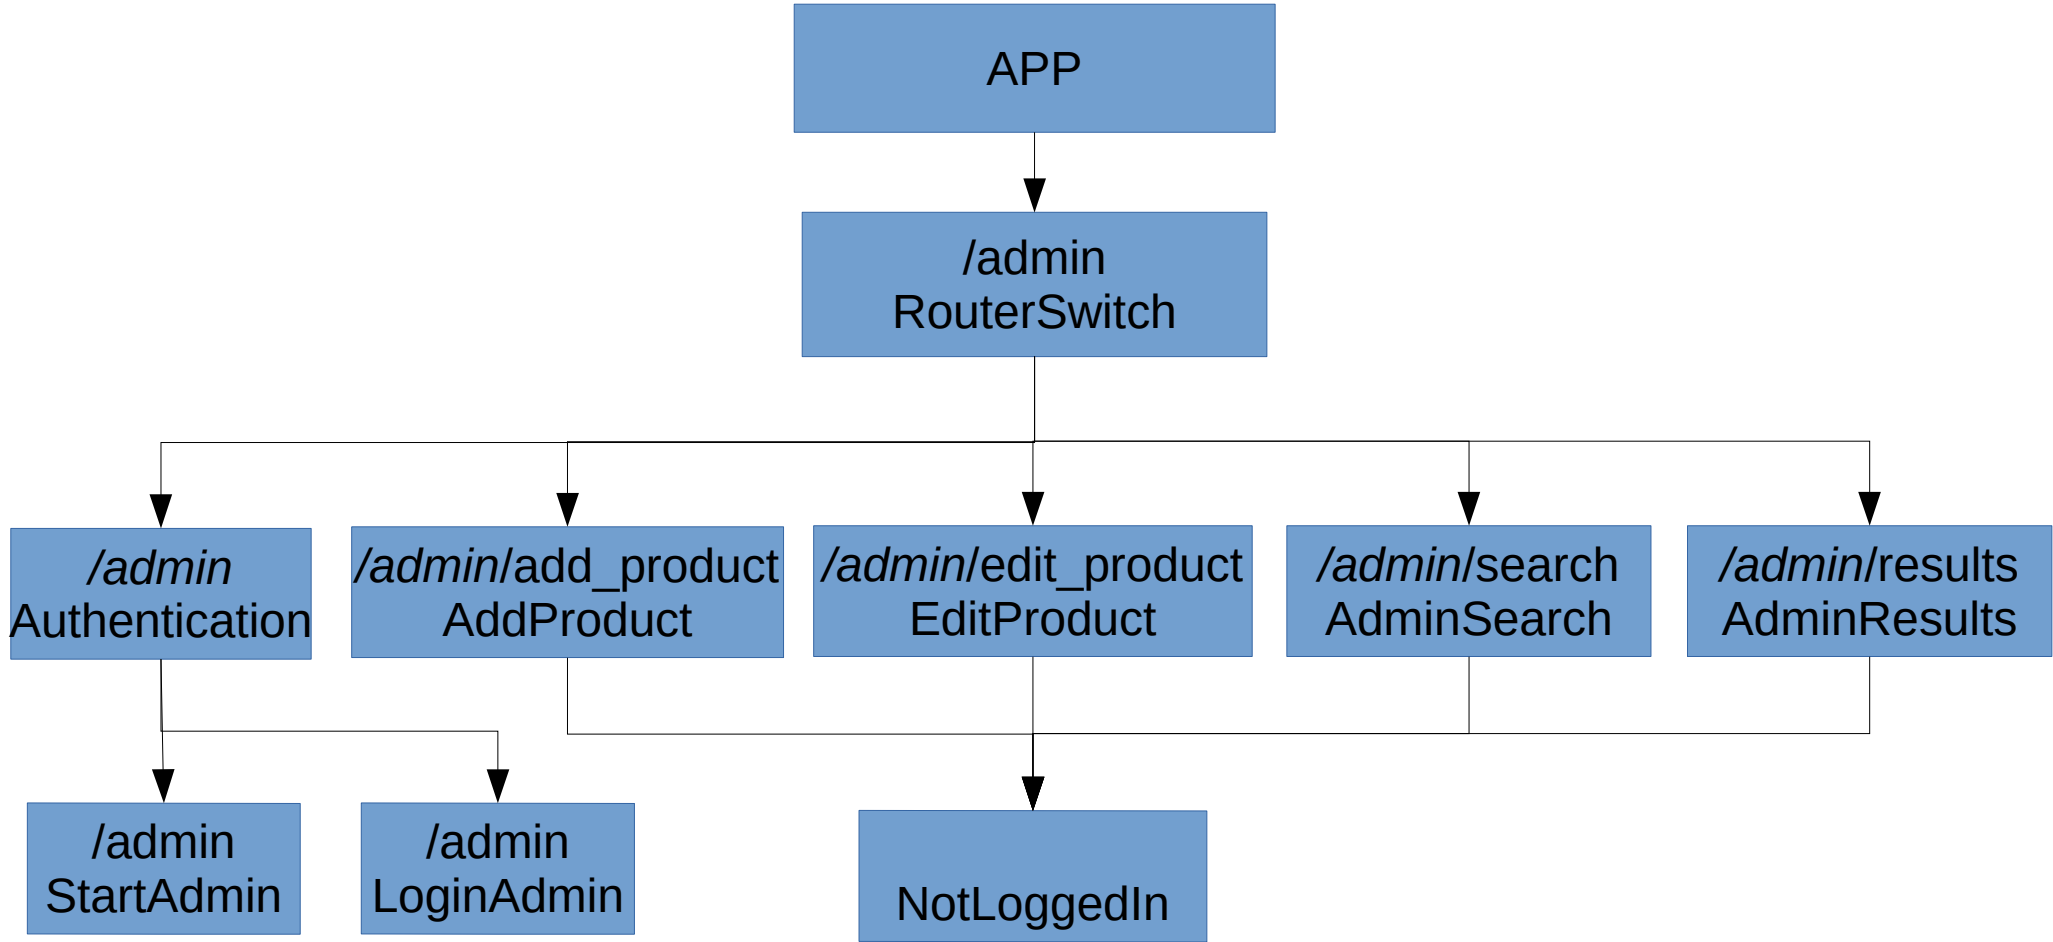 APP
/admin
RouterSwitch
/admin
Authentication
/admin/add_product
AddProduct
/admin/edit_product
EditProduct
/admin/search
AdminSearch
/admin/results
AdminResults
/admin
StartAdmin
/admin
LoginAdmin
NotLoggedIn